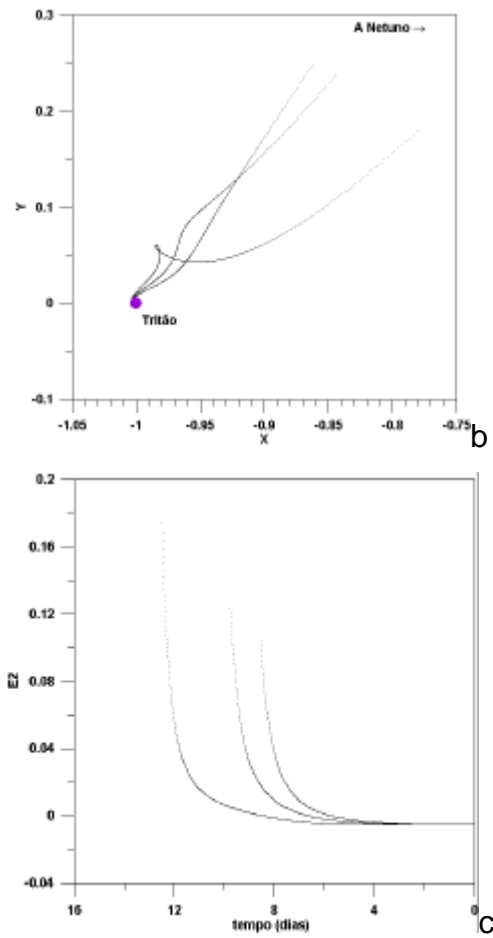 0.3
A Netuno →
0.2
Y
0.1
0
Tritão
-0.1
-1.05 -1 -0.95 -0.9 -0.85 -0.8 -0.75
X
b
0.2
0.16
0.12
E2
0.08
0.04
0
-0.04
16 12 8 4 0
tempo (dias)
c